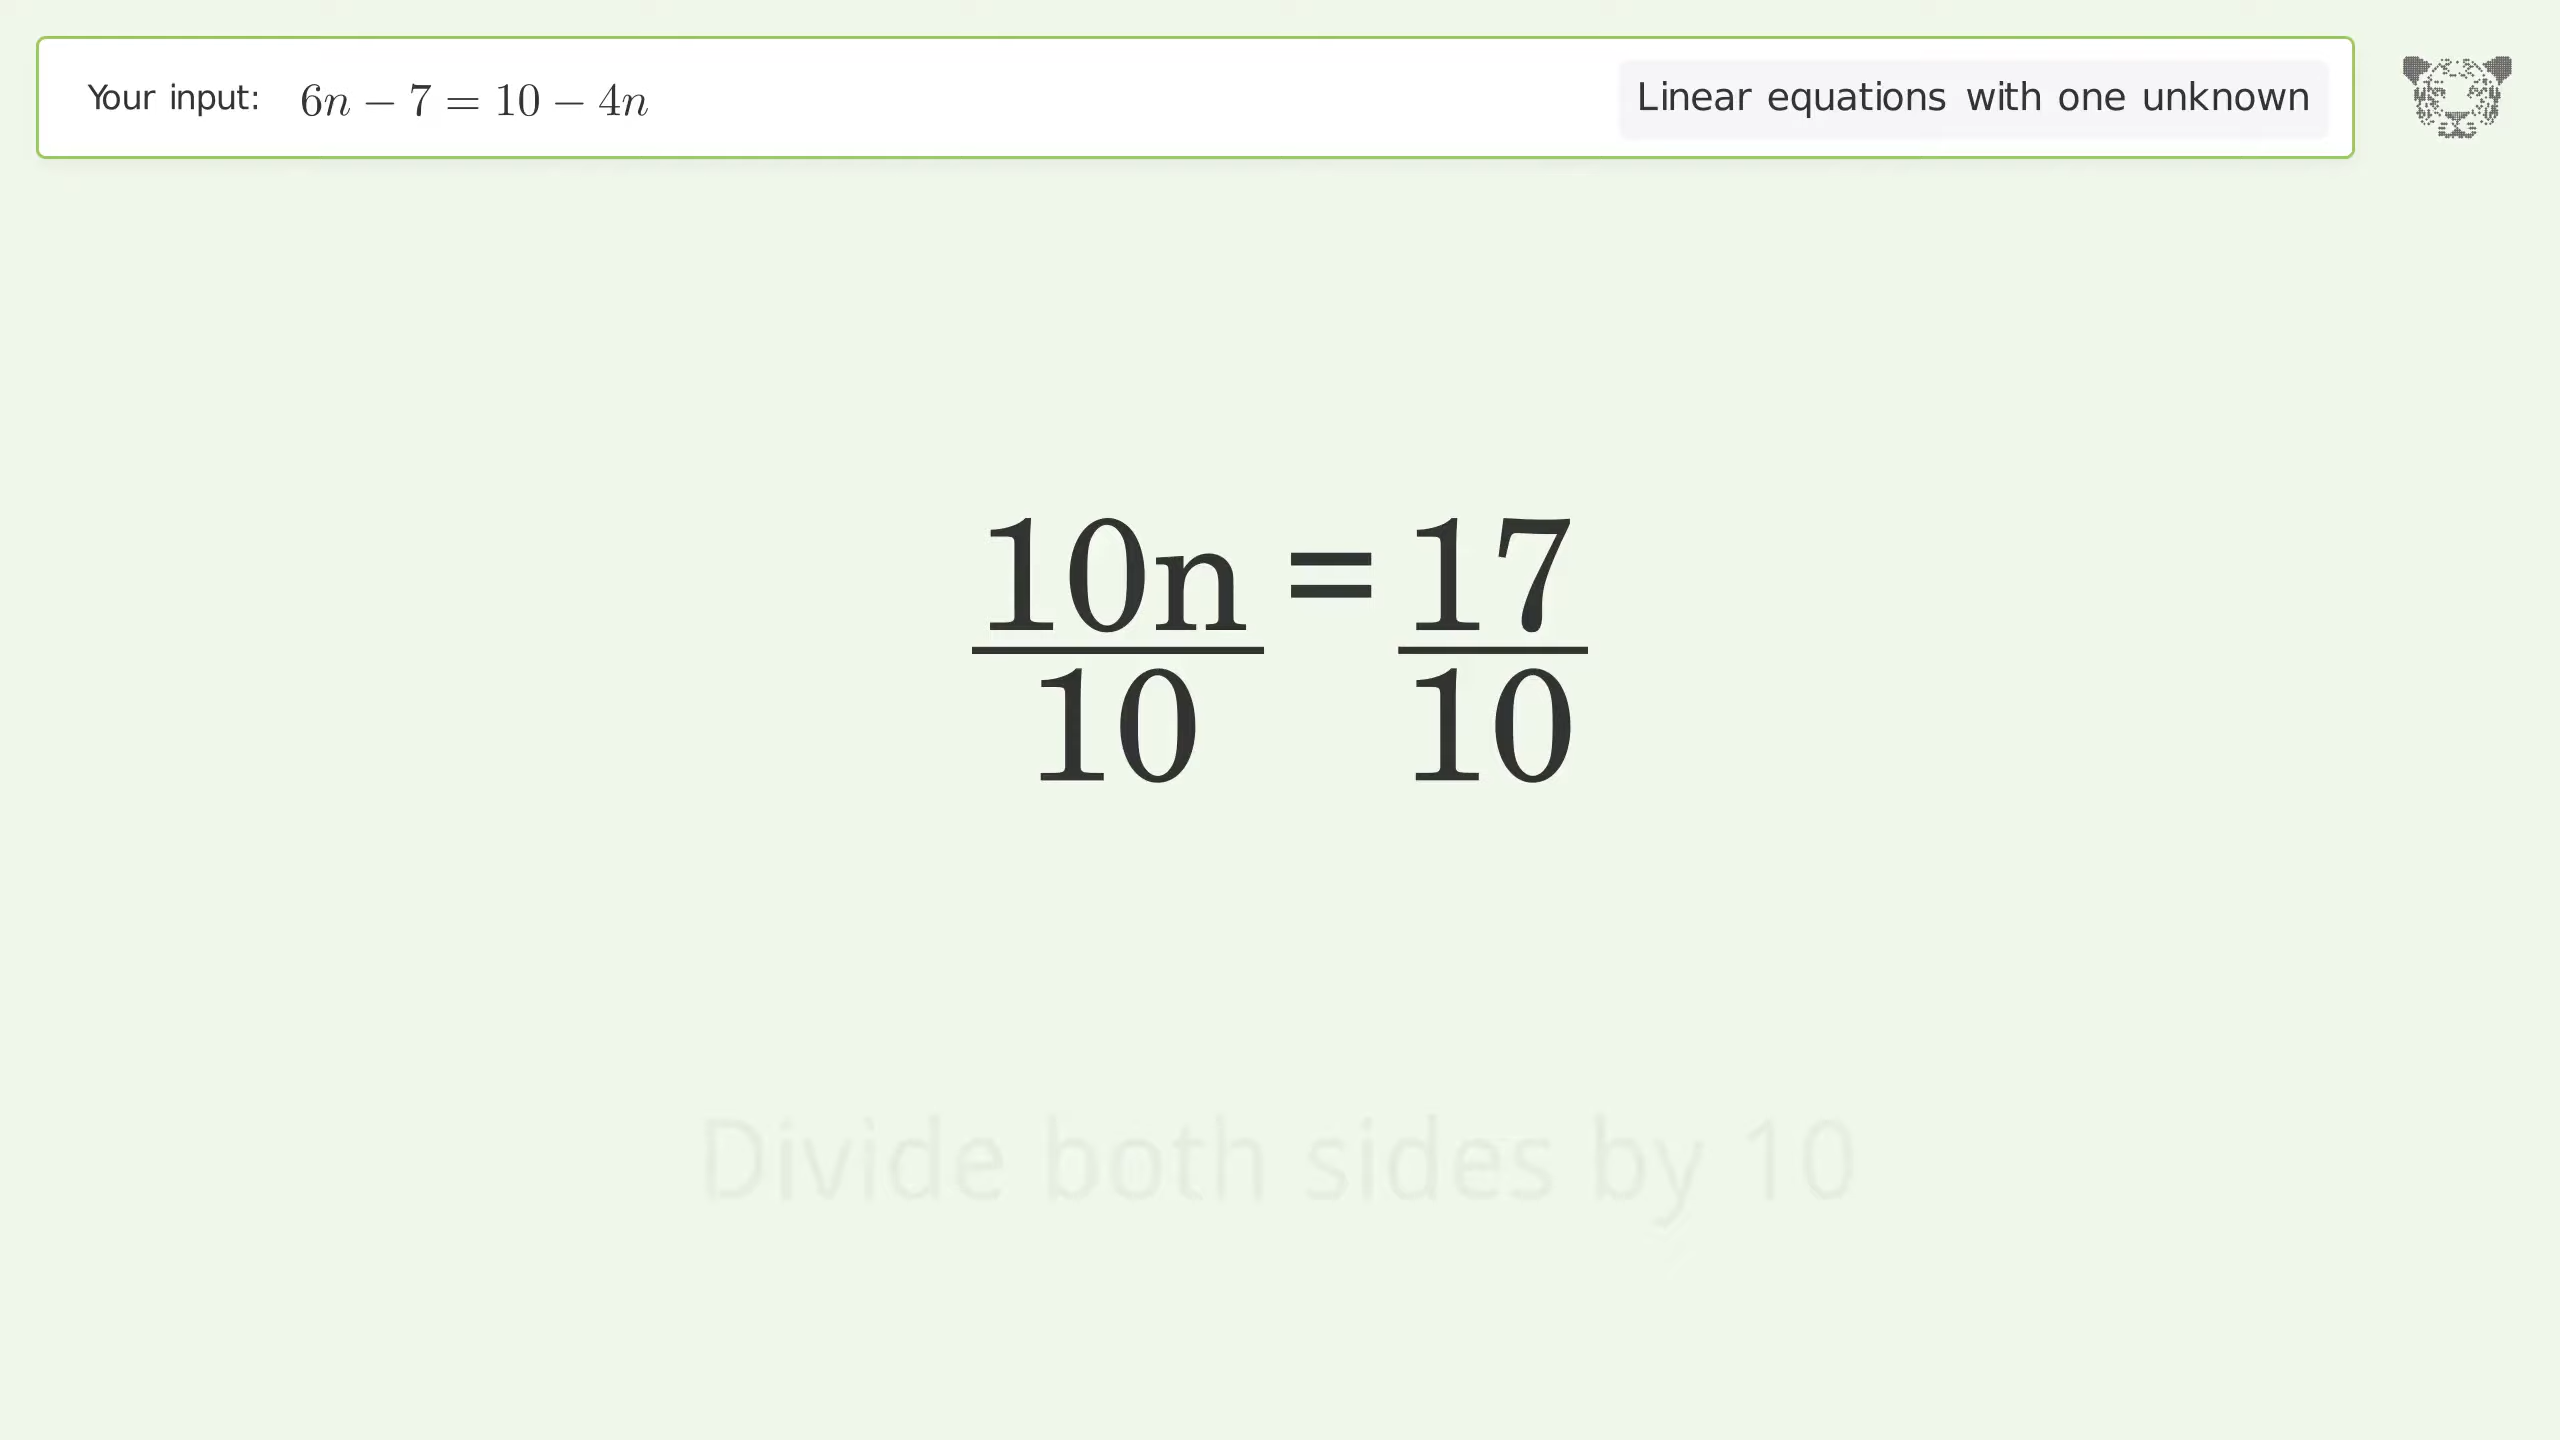 Your input: 6n − 7 = 10 − 4n
Linear equations with one unknown
10n/10 = 17/10
Divide both sides by 10